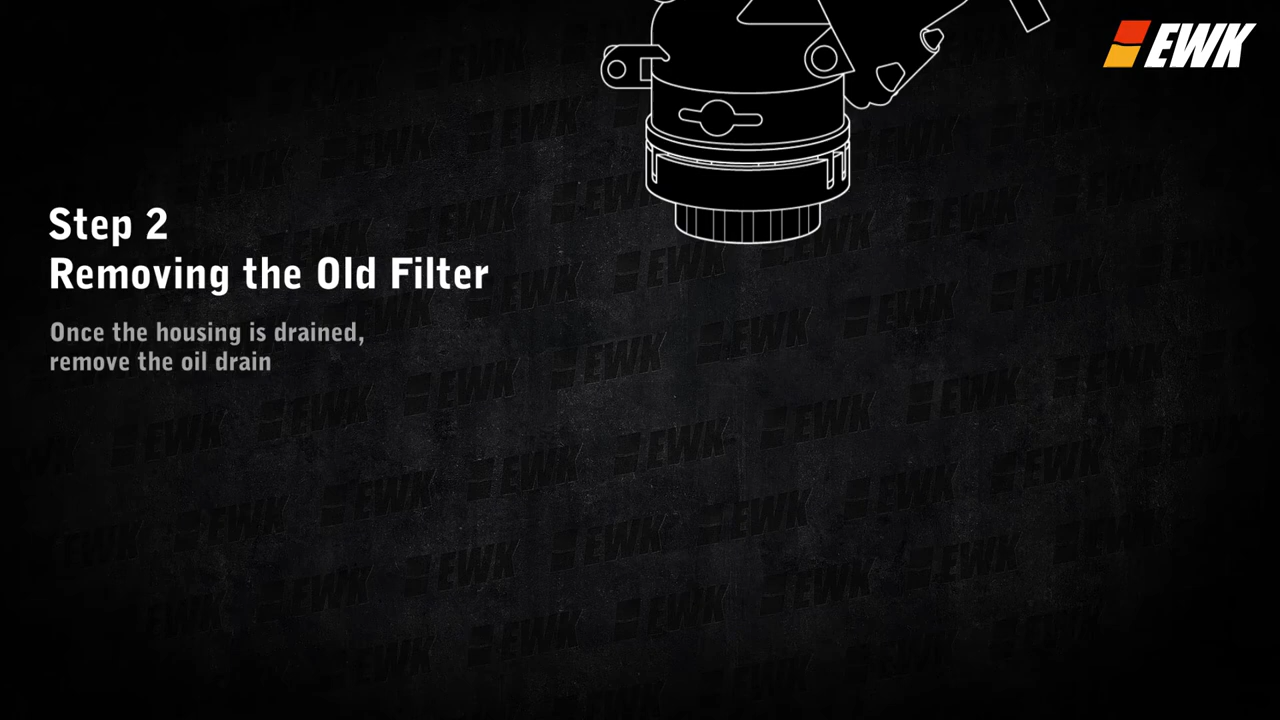 EWK
Step 2
Removing the Old Filter
Once the housing is drained,
remove the oil drain